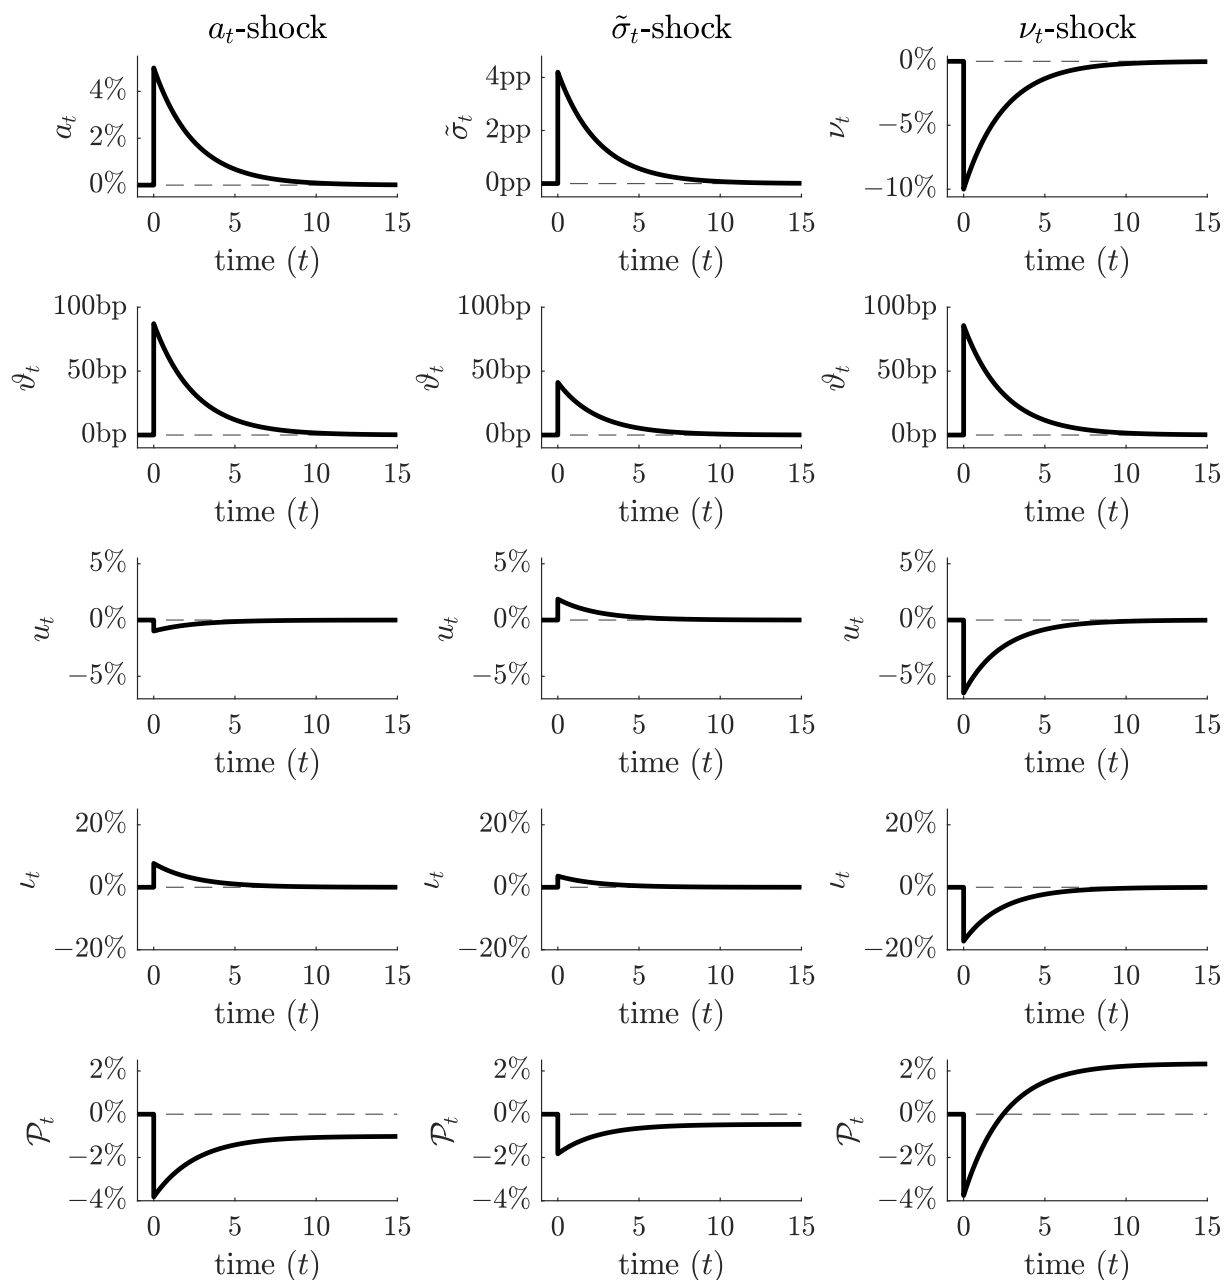 a_t-shock σ̃_t-shock ν_t-shock
4% 4pp 0%
a_t 2% σ̃_t 2pp ν_t −5%
0% 0pp −10%
0 5 10 15 0 5 10 15 0 5 10 15
time (t) time (t) time (t)
100bp 100bp 100bp
ϑ_t 50bp ϑ_t 50bp ϑ_t 50bp
0bp 0bp 0bp
0 5 10 15 0 5 10 15 0 5 10 15
time (t) time (t) time (t)
5% 5% 5%
u_t 0% u_t 0% u_t 0%
−5% −5% −5%
0 5 10 15 0 5 10 15 0 5 10 15
time (t) time (t) time (t)
20% 20% 20%
ι_t 0% ι_t 0% ι_t 0%
−20% −20% −20%
0 5 10 15 0 5 10 15 0 5 10 15
time (t) time (t) time (t)
2% 2% 2%
0% 0% 0%
𝒫_t −2% 𝒫_t −2% 𝒫_t −2%
−4% −4% −4%
0 5 10 15 0 5 10 15 0 5 10 15
time (t) time (t) time (t)